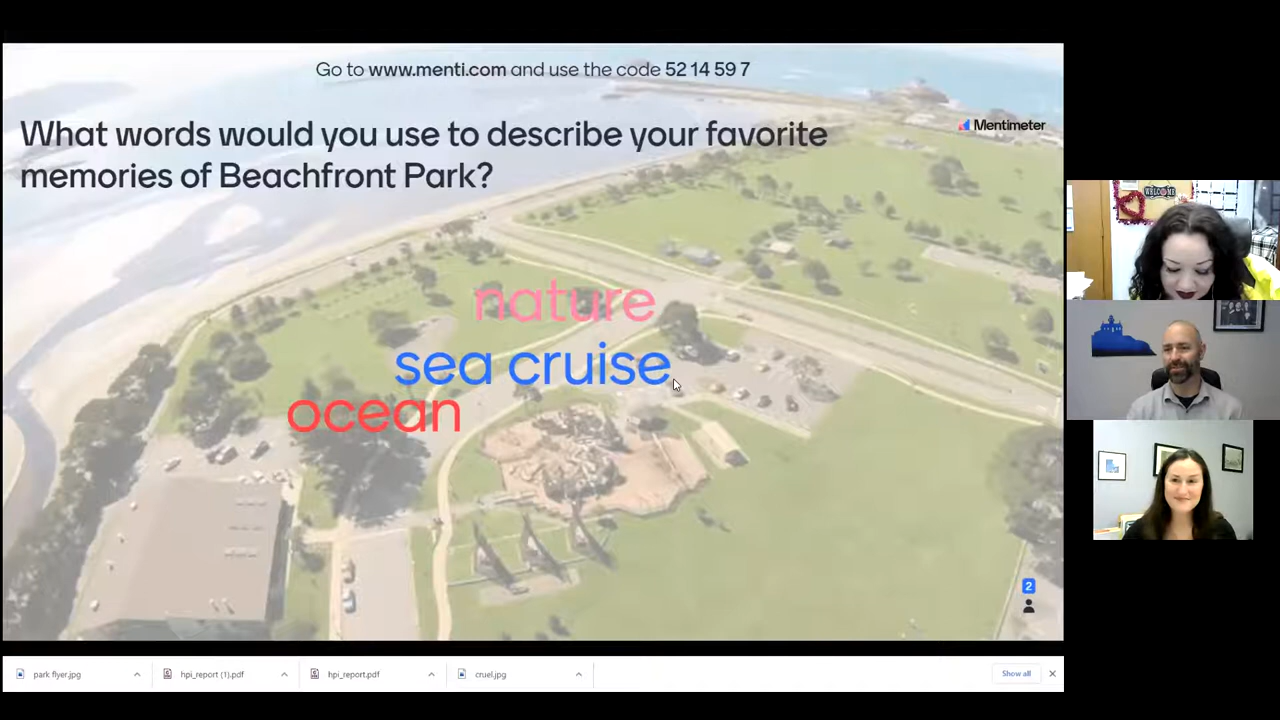 Go to www.menti.com and use the code 52 14 59 7
What words would you use to describe your favorite
memories of Beachfront Park?
Mentimeter
WELCOME
nature
sea cruise
ocean
2
park flyer.jpg
hpi_report (1).pdf
hpi_report.pdf
cruel.jpg
Show all